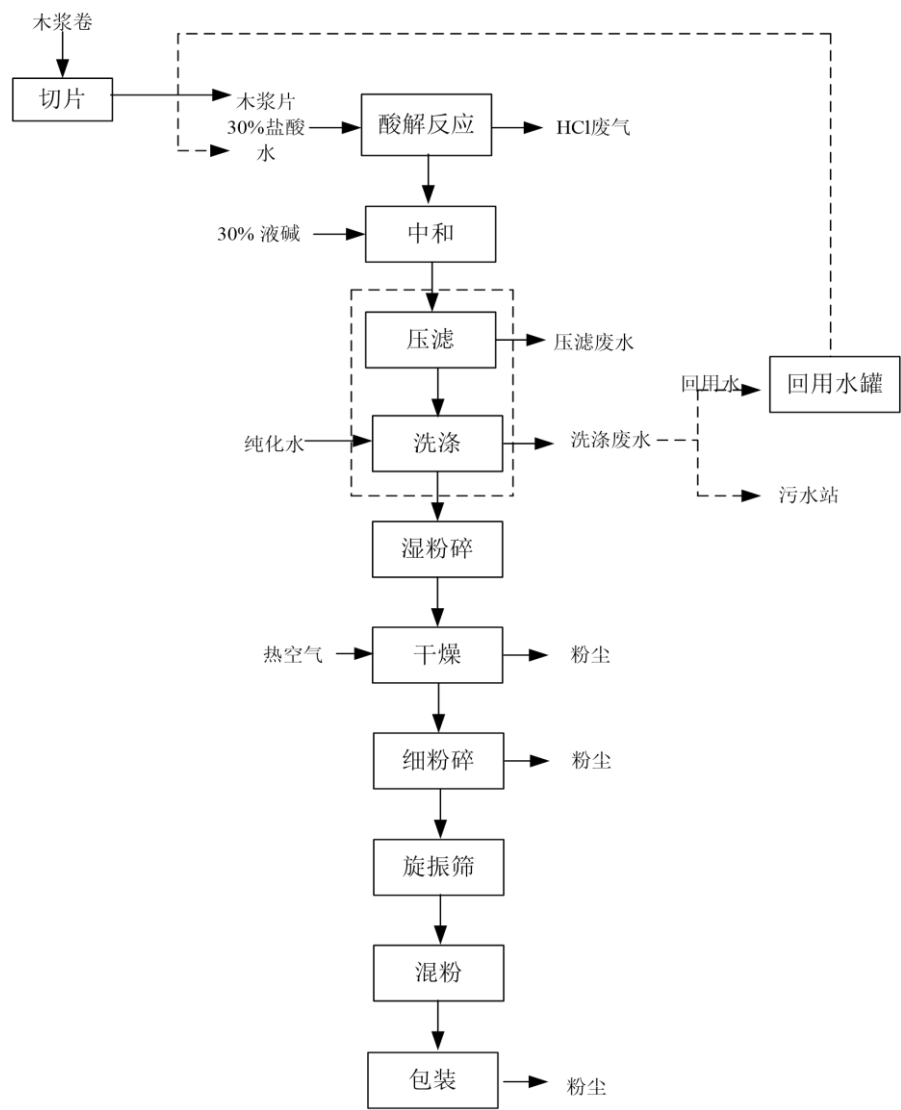 木浆卷
切片
木浆片
30%盐酸
水
酸解反应
HCl废气
30% 液碱
中和
压滤
压滤废水
回用水
回用水罐
纯化水
洗涤
洗涤废水
污水站
湿粉碎
热空气
干燥
粉尘
细粉碎
粉尘
旋振筛
混粉
包装
粉尘